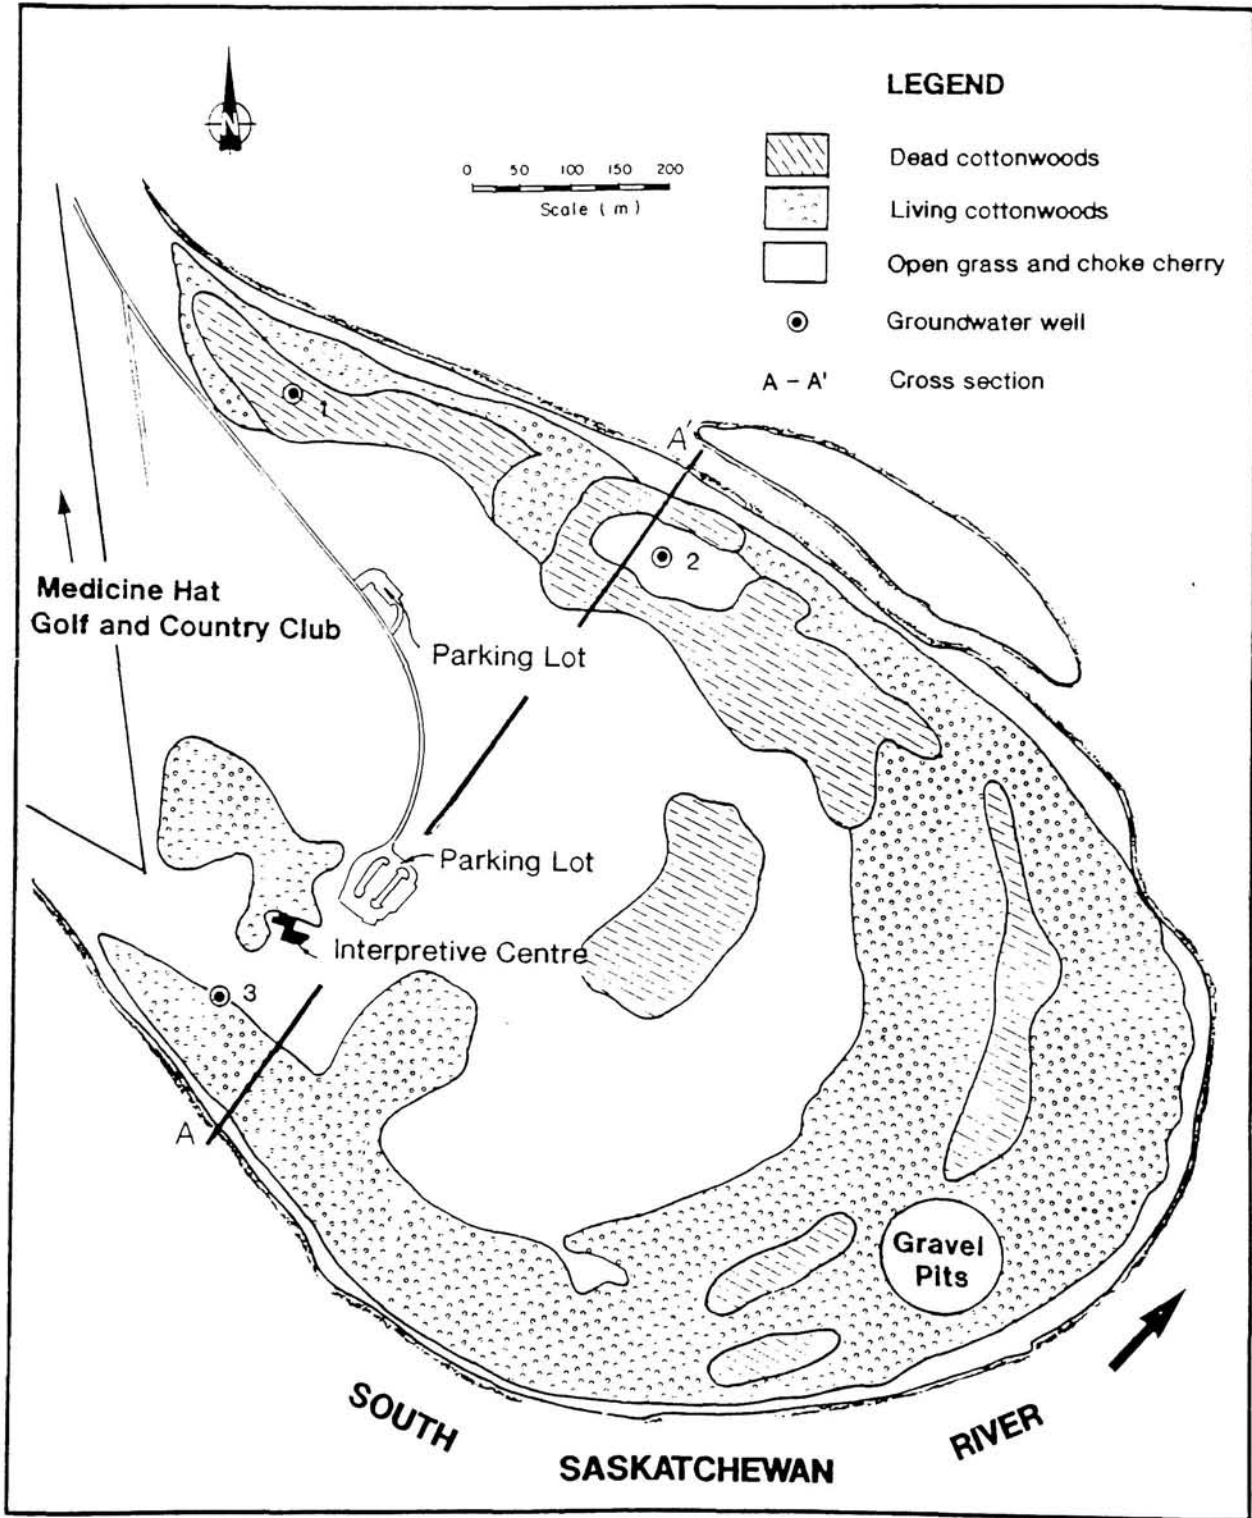 N
LEGEND
Dead cottonwoods
Living cottonwoods
Open grass and choke cherry
Groundwater well
A - A' Cross section
0 50 100 150 200
Scale ( m )
1
A'
2
Medicine Hat
Golf and Country Club
Parking Lot
Parking Lot
Interpretive Centre
3
A
Gravel
Pits
SOUTH
SASKATCHEWAN
RIVER